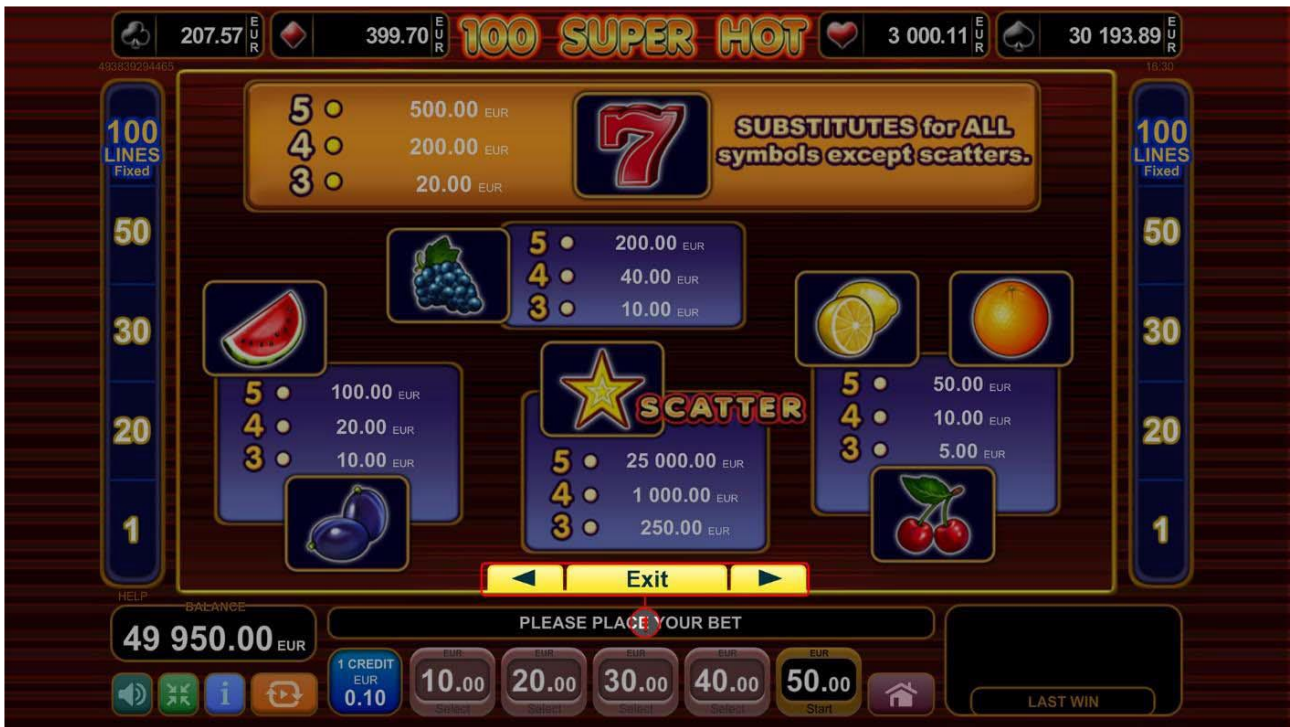 207.57 EUR
399.70 EUR
100 SUPER HOT
3 000.11 EUR
30 193.89 EUR
493839294465
16:30
100
LINES
Fixed
50
30
20
1
5 500.00 EUR
4 200.00 EUR
3 20.00 EUR
7
SUBSTITUTES for ALL
symbols except scatters.
5 200.00 EUR
4 40.00 EUR
3 10.00 EUR
5 100.00 EUR
4 20.00 EUR
3 10.00 EUR
SCATTER
5 25 000.00 EUR
4 1 000.00 EUR
3 250.00 EUR
5 50.00 EUR
4 10.00 EUR
3 5.00 EUR
100
LINES
Fixed
50
30
20
1
Exit
HELP
BALANCE
49 950.00 EUR
PLEASE PLACE YOUR BET
1 CREDIT
EUR
0.10
EUR
10.00
Select
EUR
20.00
Select
EUR
30.00
Select
EUR
40.00
Select
EUR
50.00
Start
i
LAST WIN